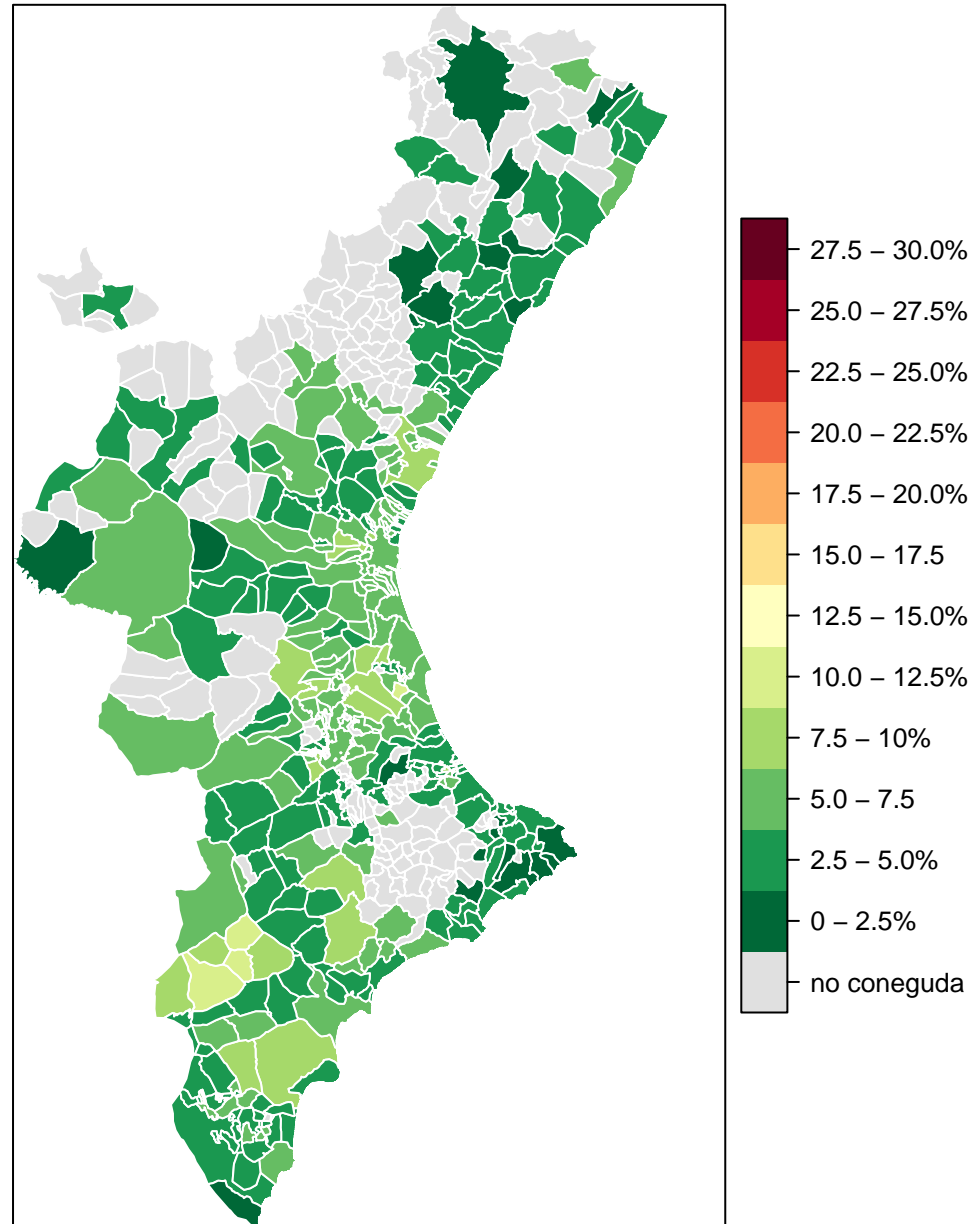 27.5 – 30.0%
25.0 – 27.5%
22.5 – 25.0%
20.0 – 22.5%
17.5 – 20.0%
15.0 – 17.5
12.5 – 15.0%
10.0 – 12.5%
7.5 – 10%
5.0 – 7.5
2.5 – 5.0%
0 – 2.5%
no coneguda